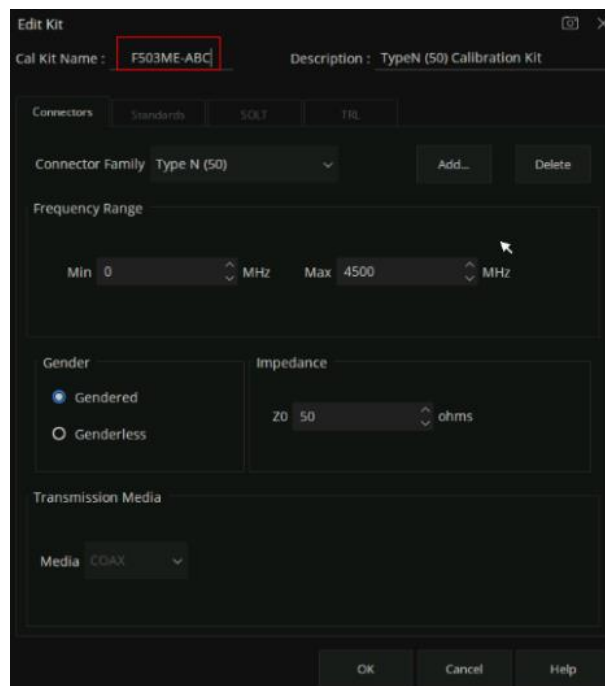 Edit Kit
Cal Kit Name : F503ME-ABC Description : TypeN (50) Calibration Kit
Connectors Standards SOLT TRL
Connector Family Type N (50) Add... Delete
Frequency Range
Min 0 MHz Max 4500 MHz
Gender Impedance
Gendered
Z0 50 ohms
Genderless
Transmission Media
Media COAX
OK Cancel Help